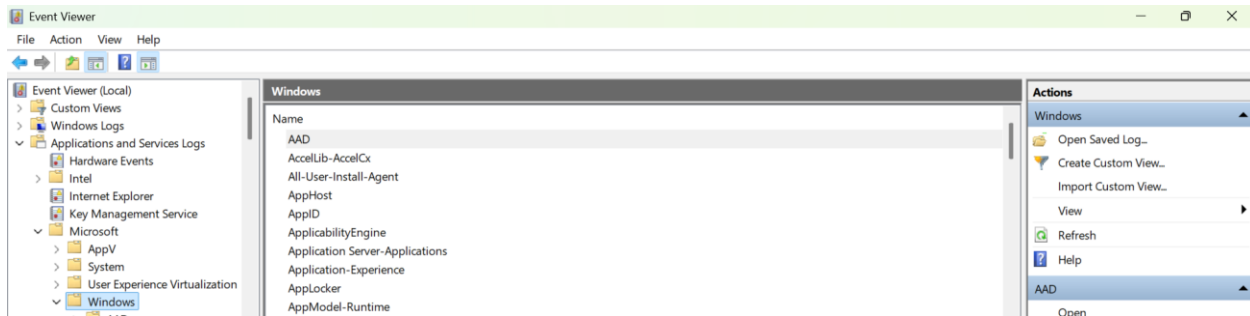 Event Viewer
File Action View Help
Event Viewer (Local)
Custom Views
Windows Logs
Applications and Services Logs
Hardware Events
Intel
Internet Explorer
Key Management Service
Microsoft
AppV
System
User Experience Virtualization
Windows
Windows
Name
AAD
AccelLib-AccelCx
All-User-Install-Agent
AppHost
AppID
ApplicabilityEngine
Application Server-Applications
Application-Experience
AppLocker
AppModel-Runtime
Actions
Windows
Open Saved Log...
Create Custom View...
Import Custom View...
View
Refresh
Help
AAD
Open